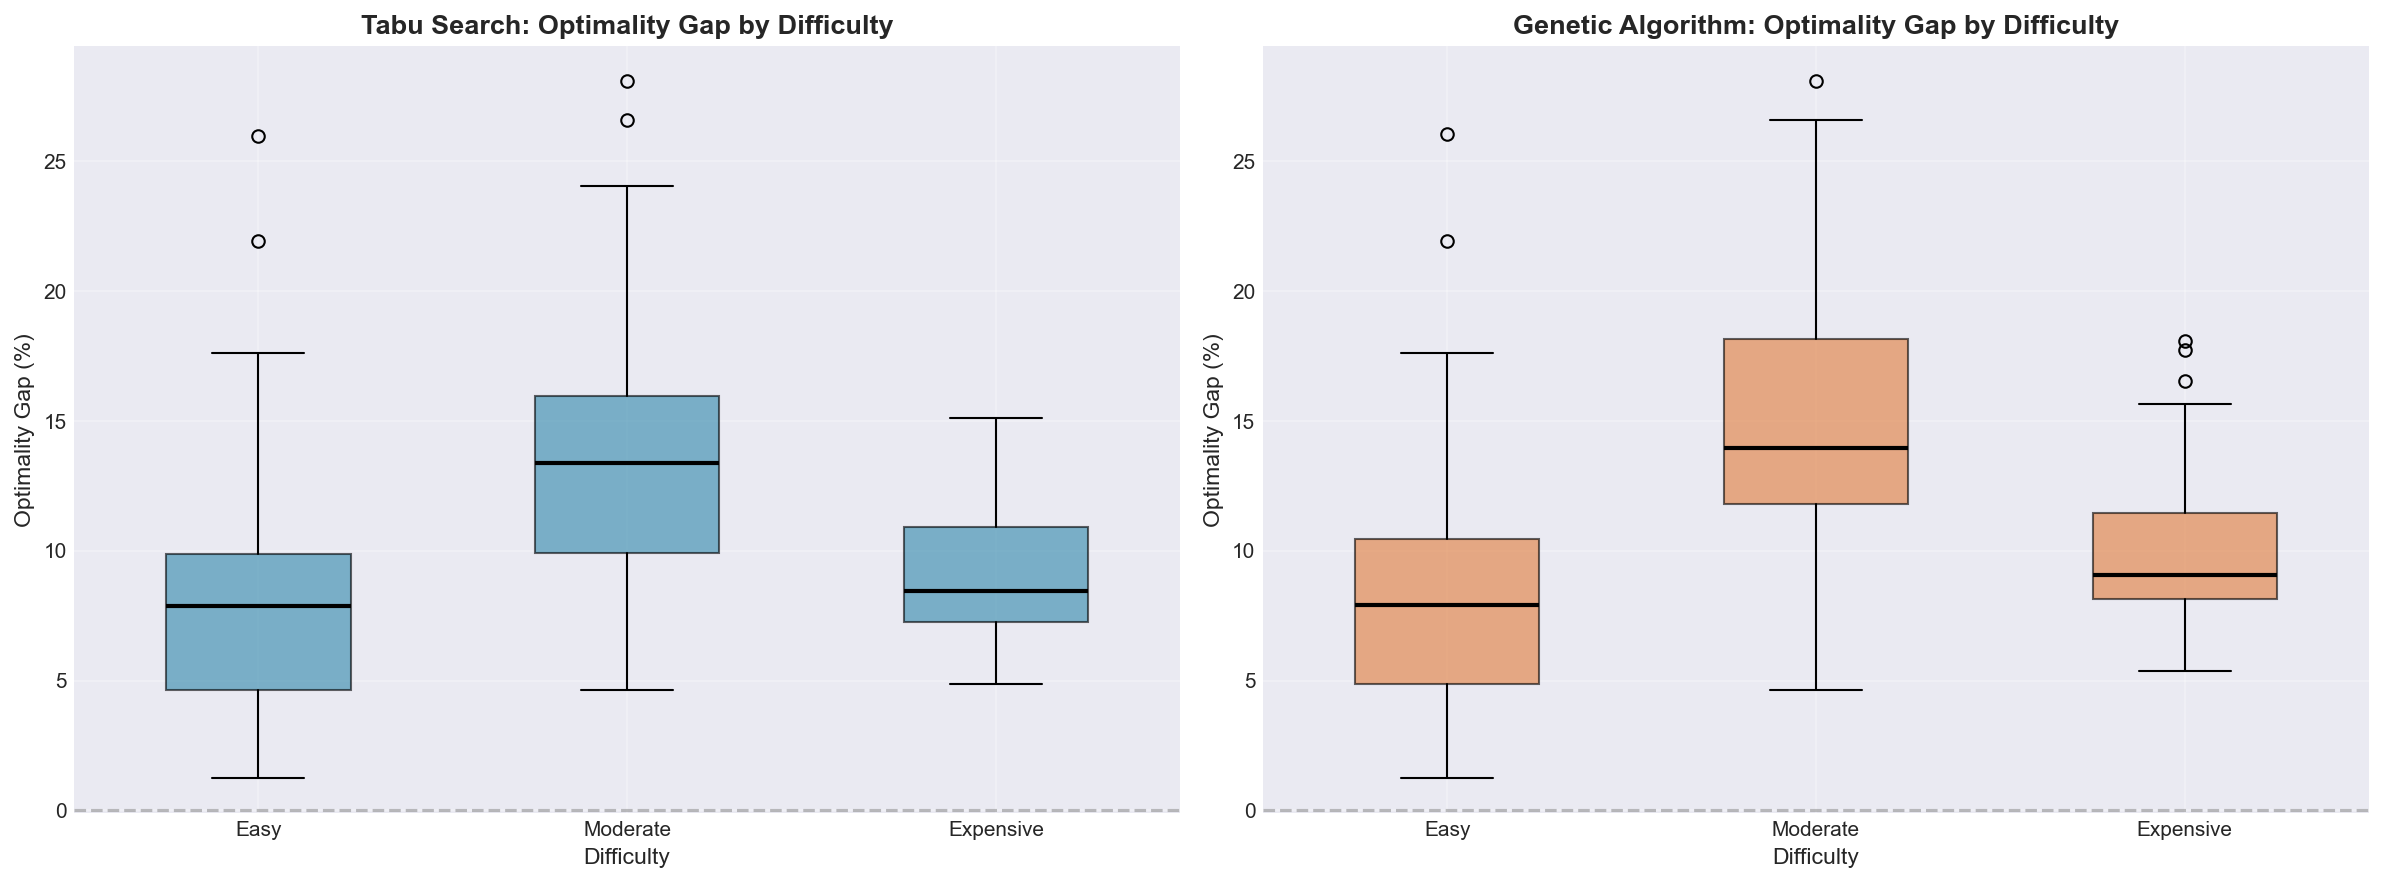 Tabu Search: Optimality Gap by Difficulty
Optimality Gap (%)
25
20
15
10
5
0
Easy Moderate Expensive
Difficulty
Genetic Algorithm: Optimality Gap by Difficulty
Optimality Gap (%)
25
20
15
10
5
0
Easy Moderate Expensive
Difficulty